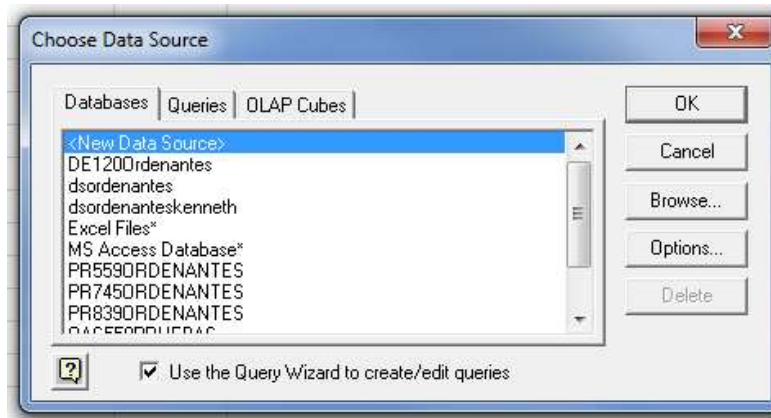 Choose Data Source
Databases Queries OLAP Cubes
<New Data Source>
DE120Ordenantes
dsordenantes
dsordenanteskenneth
Excel Files*
MS Access Database*
PR559ORDENANTES
PR745ORDENANTES
PR839ORDENANTES
OK
Cancel
Browse...
Options...
Delete
Use the Query Wizard to create/edit queries